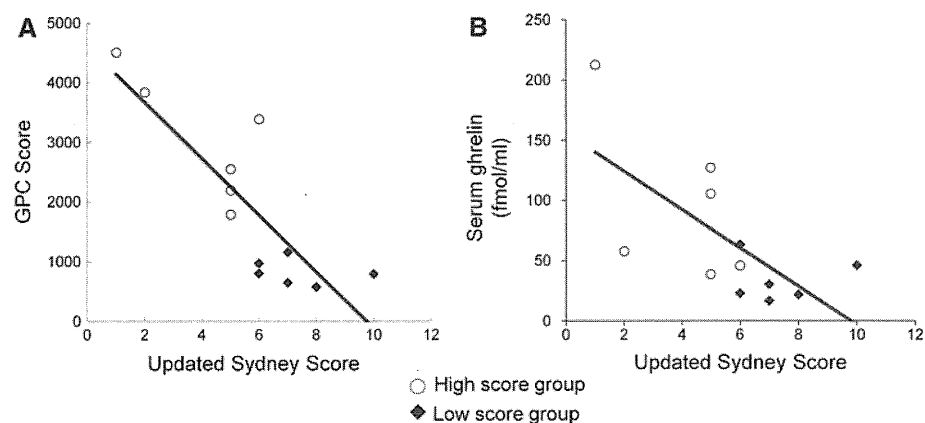 A
5000
4000
3000
2000
1000
0
GPC Score
0 2 4 6 8 10 12
Updated Sydney Score
B
250
200
150
100
50
0
Serum ghrelin
(fmol/ml)
0 2 4 6 8 10 12
Updated Sydney Score
High score group
Low score group